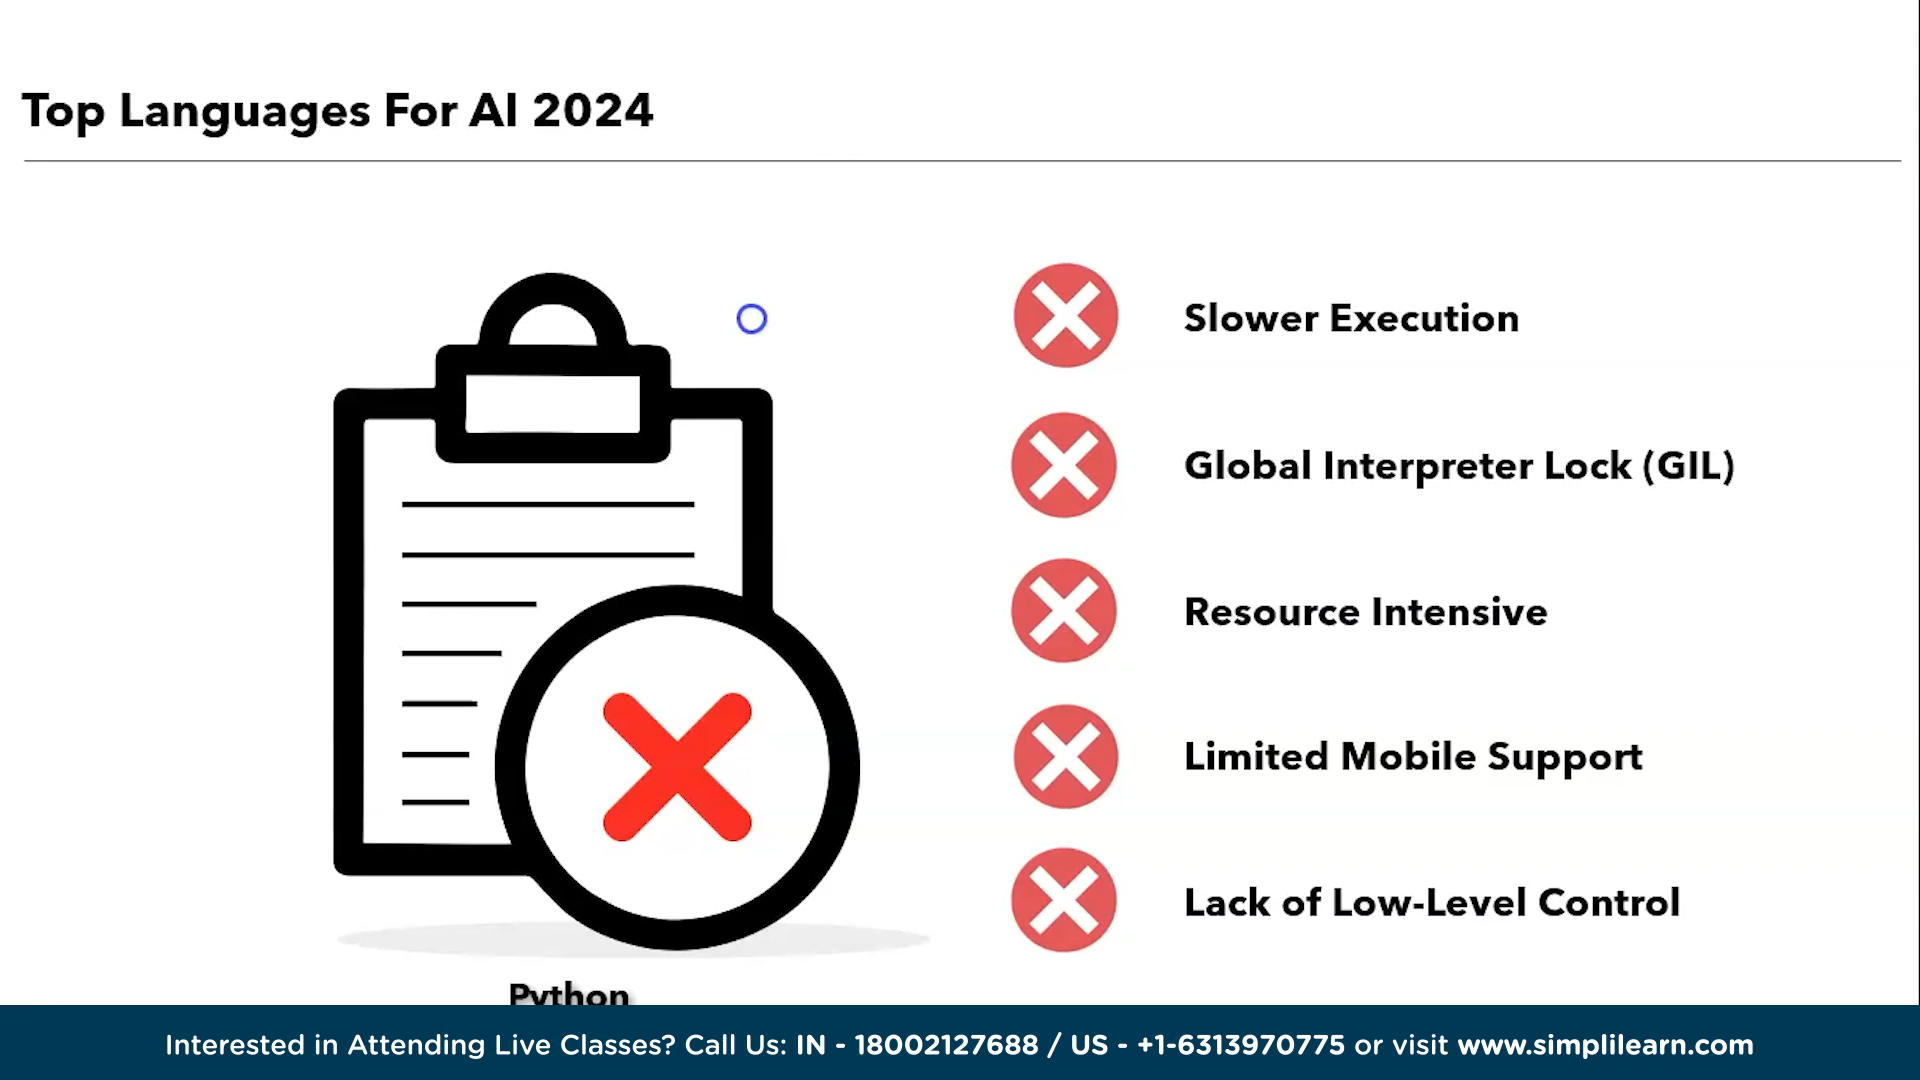 Top Languages For AI 2024
Slower Execution
Global Interpreter Lock (GIL)
Resource Intensive
Limited Mobile Support
Lack of Low-Level Control
Python
Interested in Attending Live Classes? Call Us: IN - 18002127688 / US - +1-6313970775 or visit www.simplilearn.com